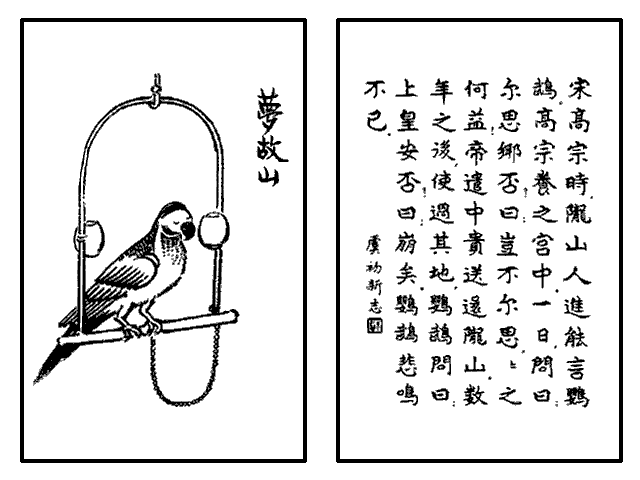 夢故山
宋高宗時，隴山人進能言鸚
鵡，高宗養之宮中，一日，問曰：
尔思鄉否？曰：豈不尔思，〻之
何益？帝遣中貴送還隴山。数
年之後，使過其地，鸚鵡問曰：
上皇安否？曰：崩矣。鸚鵡悲鳴
不已。
虞初新志